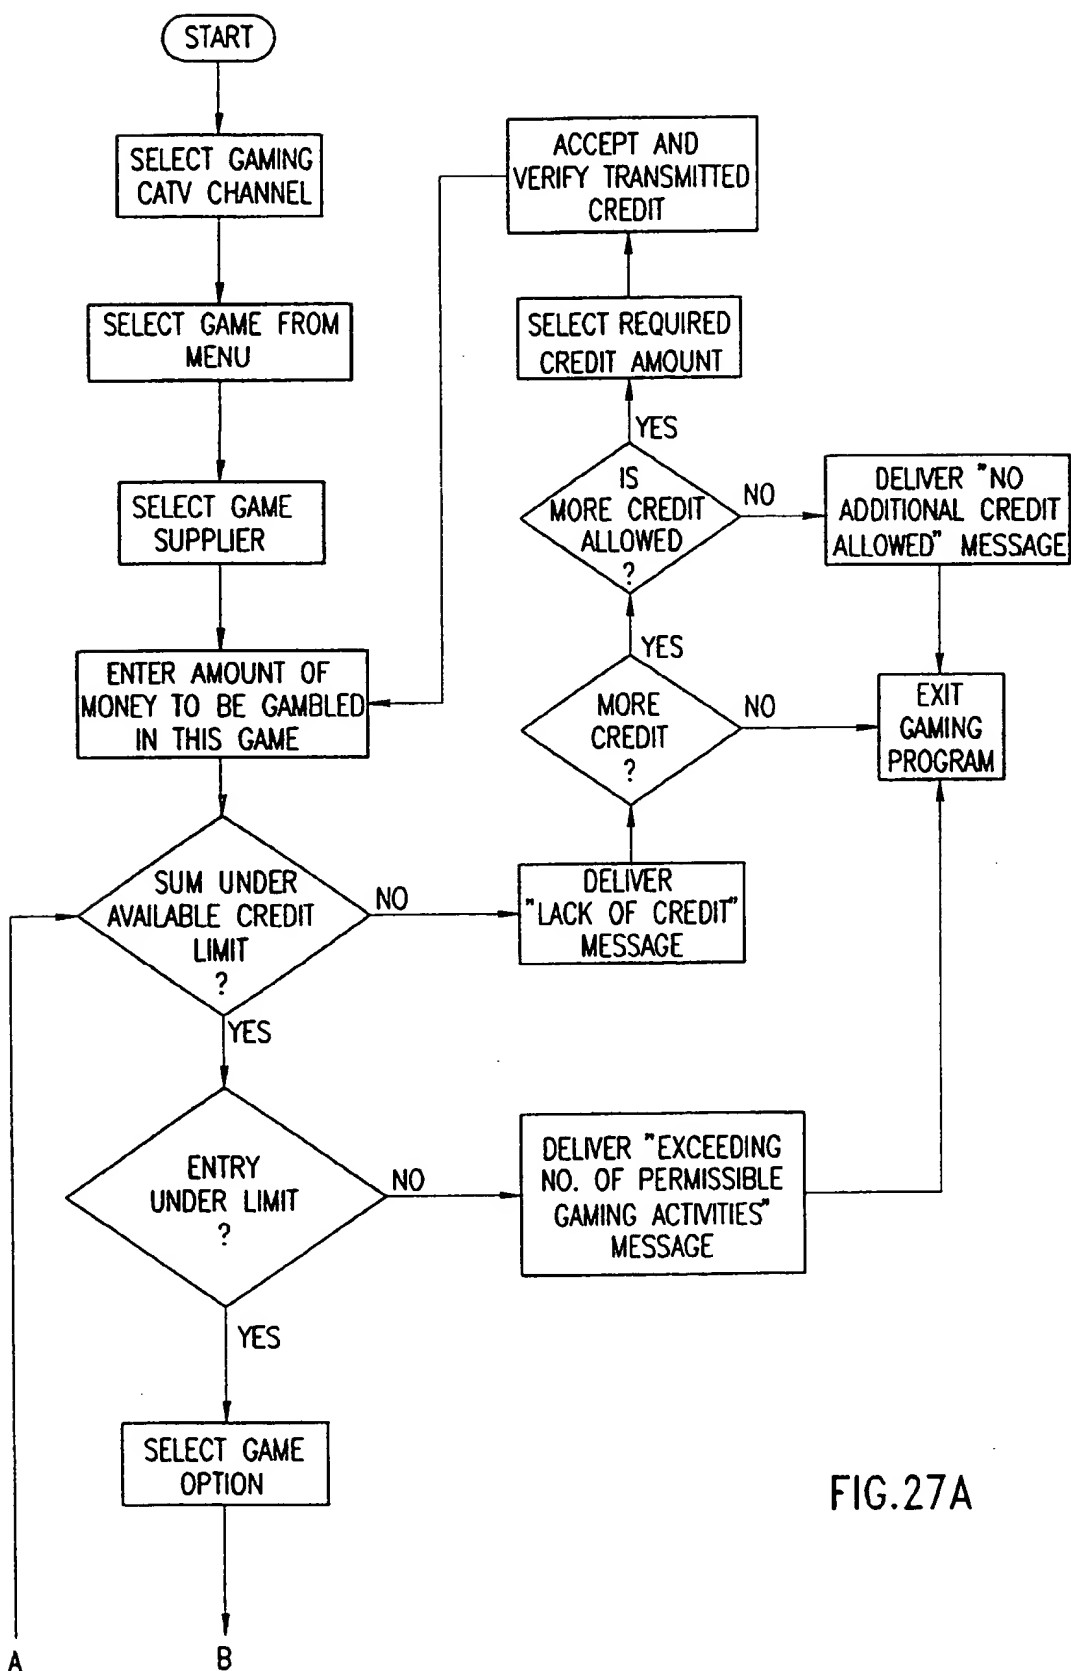 START
SELECT GAMING
CATV CHANNEL
SELECT GAME FROM
MENU
SELECT GAME
SUPPLIER
ENTER AMOUNT OF
MONEY TO BE GAMBLED
IN THIS GAME
SUM UNDER
AVAILABLE CREDIT
LIMIT
?
NO
YES
ENTRY
UNDER LIMIT
?
NO
YES
SELECT GAME
OPTION
A
B
ACCEPT AND
VERIFY TRANSMITTED
CREDIT
SELECT REQUIRED
CREDIT AMOUNT
YES
IS
MORE CREDIT
ALLOWED
?
NO
DELIVER "NO
ADDITIONAL CREDIT
ALLOWED" MESSAGE
YES
MORE
CREDIT
?
NO
EXIT
GAMING
PROGRAM
DELIVER
"LACK OF CREDIT"
MESSAGE
DELIVER "EXCEEDING
NO. OF PERMISSIBLE
GAMING ACTIVITIES"
MESSAGE
FIG.27A